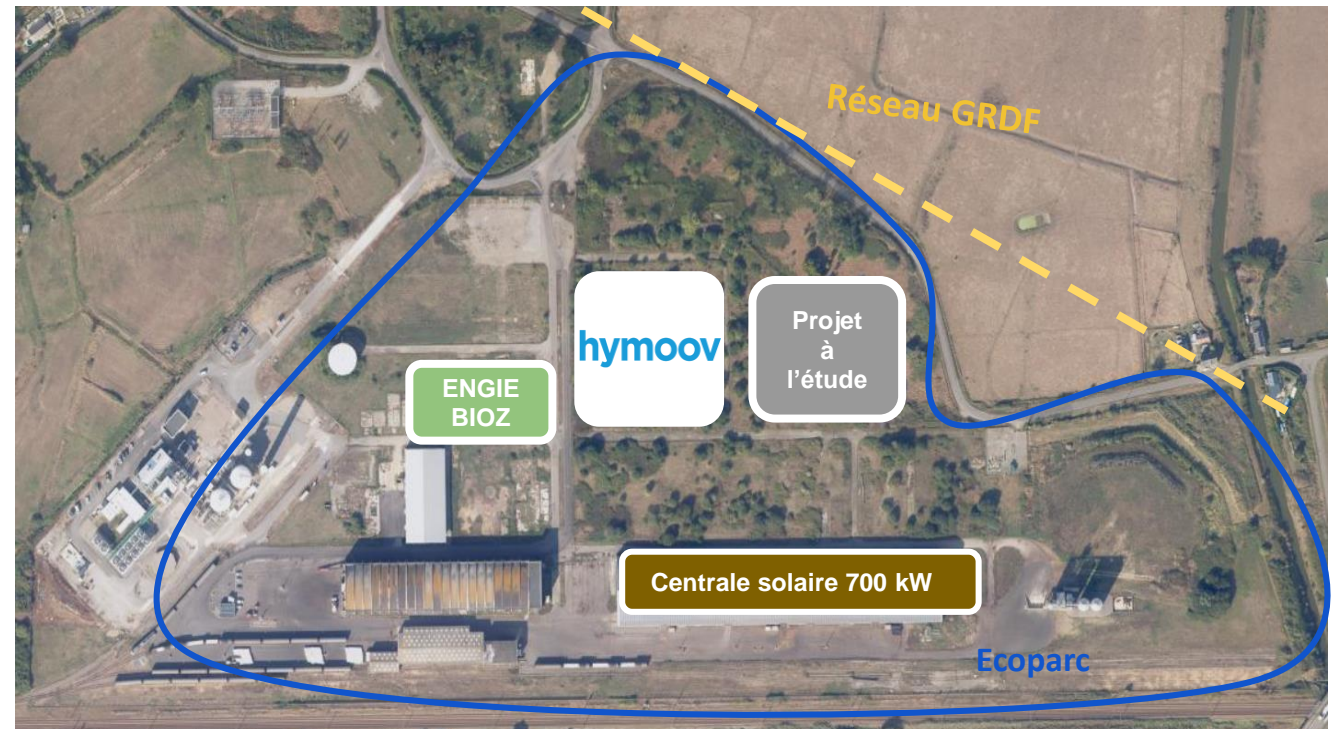 Réseau GRDF
hymoov
Projet
à
l’étude
ENGIE
BIOZ
Centrale solaire 700 kW
Ecoparc